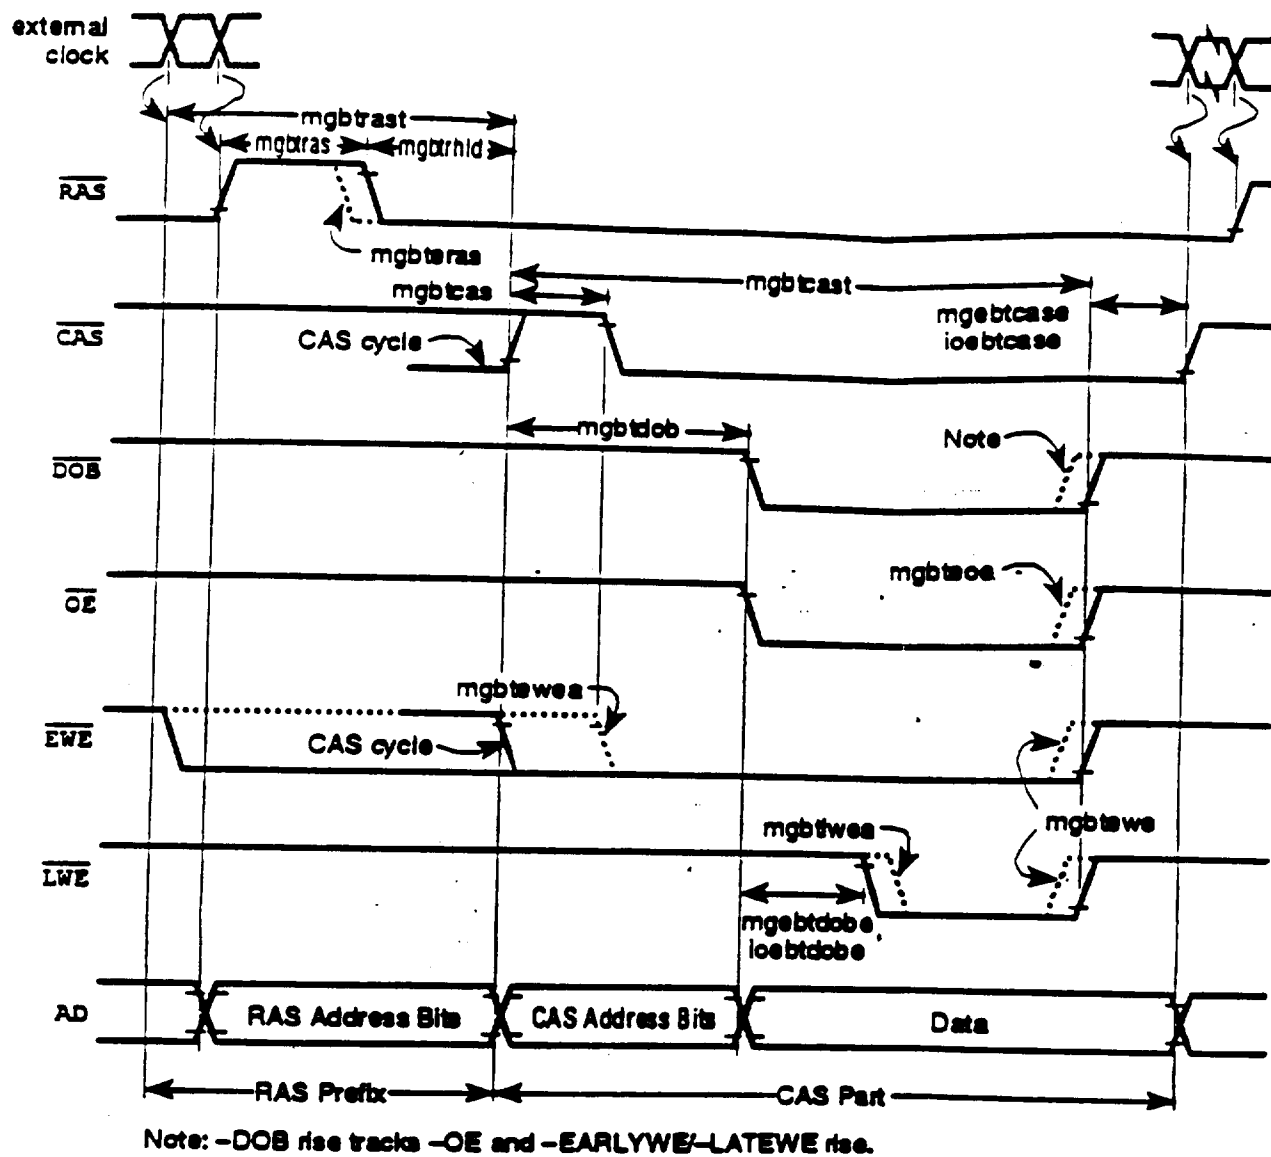 external
clock
mgbtrast
mgbtras
mgbtrhld
RAS
mgbteras
mgbtcast
mgbtcas
mgebtcase
ioebtcase
CAS
CAS cycle
mgbtdob
Note
DOB
mgbteoe
OE
mgbtewea
EWE
CAS cycle
mgbtlwea
mgbtewe
LWE
mgebtdobe
ioebtdobe
AD
RAS Address Bits
CAS Address Bits
Data
RAS Prefix
CAS Part
Note: –DOB rise tracks –OE and –EARLYWE/–LATEWE rise.